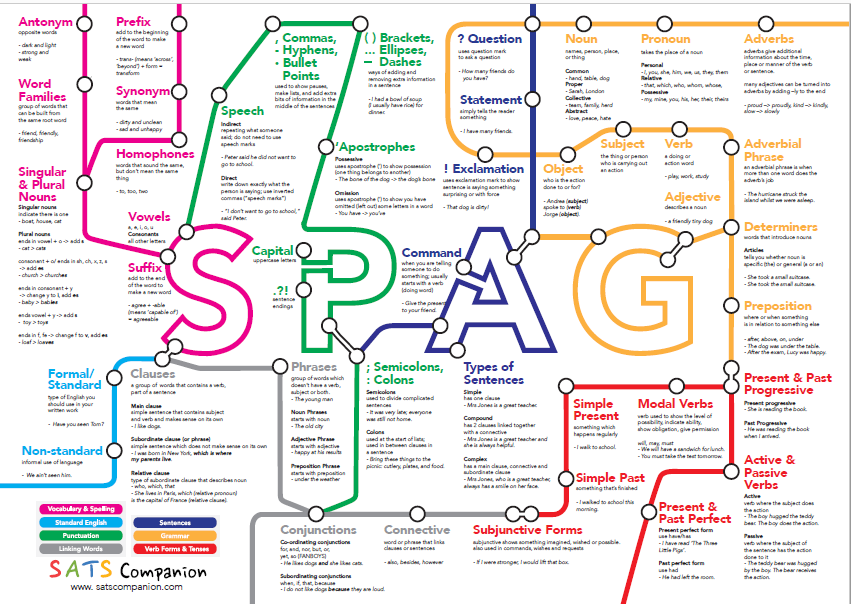 Antonym
opposite words
- dark and light
- strong and
weak
Word
Families
group of words that
can be built from
the same root word
- friend, friendly,
friendship
Singular
& Plural
Nouns
Singular nouns
indicate there is one
- boat, house, cat
Plural nouns
ends in vowel + o -> add s
- cat > cats
consonant + o/ ends in sh, ch, x, z, s
-> add es
- church > churches
ends in consonant + y
-> change y to i, add es
- baby > babies
ends vowel + y -> add s
- toy > toys
ends in f, fe -> change f to v, add es
- loaf > loaves
Prefix
add to the beginning
of the word to make
a new word
- trans- (means 'across',
'beyond') + form =
transform
Synonym
words that mean
the same
- dirty and unclean
- sad and unhappy
Homophones
words that sound the same,
but don't mean the same
thing
- to, too, two
Vowels
a, e, i, o, u
Consonants
all other letters
Suffix
add to the end
of the word to
make a new word
- agree + -able
(means 'capable of')
= agreeable
Speech
Indirect
repeating what someone
said; do not need to use
speech marks
- Peter said he did not want to
go to school.
Direct
write down exactly what the
person is saying; use inverted
commas ("speech marks")
- "I don't want to go to school,"
said Peter.
, Commas,
- Hyphens,
• Bullet
Points
used to show pauses,
make lists, and add extra
bits of information in the
middle of the sentences
( ) Brackets,
... Ellipses,
— Dashes
ways of adding and
removing extra information
in a sentence
- I had a bowl of soup
(I usually have rice) for
dinner.
'Apostrophes
Possessive
uses apostrophe (') to show possession
(one thing belongs to another)
- The bone of the dog -> the dog's bone
Omission
uses apostrophe (') to show you have
omitted (left out) some letters in a word
- You have -> you've
Capital
uppercase letters
.?!
sentence
endings
? Question
uses question mark
to ask a question
- How many friends do
you have?
Statement
simply tells the reader
something
- I have many friends.
! Exclamation
uses exclamation mark to show
sentence is saying something
surprising or with force
- That dog is dirty!
Command
when you are telling
someone to do
something; usually
starts with a verb
(doing word)
- Give the present
to your friend.
Noun
names, person, place,
or thing
Common
- hand, table, dog
Proper
- Sarah, London
Collective
- team, family, herd
Abstract
- love, peace, hate
Pronoun
takes the place of a noun
Personal
- I, you, she, him, we, us, they, them
Relative
- that, which, who, whom, whose,
Possessive
- my, mine, you, his, her, their, theirs
Adverbs
adverbs give additional
information about the time,
place or manner of the verb
or sentence.
many adjectives can be turned into
adverbs by adding -ly to the end
- proud -> proudly, kind -> kindly,
slow -> slowly
Subject
the thing or person
who is carrying out
an action
Verb
a doing or
action word
- play, work, study
Object
who is the action
done to or for?
- Andrea (subject)
spoke to (verb)
Jorge (object).
Adjective
describes a noun
- a friendly tiny dog
Adverbial
Phrase
an adverbial phrase is when
more than one word does the
adverb's job
- The hurricane struck the
island whilst we were asleep.
Determiners
words that introduce nouns.
Articles
tells you whether noun is
specific (the) or general (a or an)
- She took a small suitcase.
- She took the small suitcase.
Preposition
where or when something
is in relation to something else
- after, above, on, under
- The dog was under the table.
- After the exam, Lucy was happy.
S P A G
Formal/
Standard
type of English you
should use in your
written work
- Have you seen Tom?
Non-standard
informal use of language
- We ain't seen him.
Clauses
a group of words that contains a verb,
part of a sentence
Main clause
simple sentence that contains subject
and verb and makes sense on its own
- I like dogs.
Subordinate clause (or phrase)
simple sentence which does not make sense on its own
- I was born in New York, which is where
my parents live.
Relative clause
type of subordinate clause that describes noun
- who, which, that
- She lives in Paris, which (relative pronoun)
is the capital of France (relative clause).
Phrases
group of words which
doesn't have a verb,
subject or both.
- The young man
Noun Phrases
starts with noun
- The old city
Adjective Phrase
starts with adjective
- happy at his results
Preposition Phrase
starts with preposition
- under the weather
; Semicolons,
: Colons
Semicolons
used to divide complicated
sentences
- It was very late; everyone
was still not home.
Colons
used at the start of lists;
used in between clauses in
a sentence
- Bring these things to the
picnic: cutlery, plates, and food.
Types of
Sentences
Simple
has one clause
- Mrs Jones is a great teacher.
Compound
has 2 clauses linked together
with a connective
- Mrs Jones is a great teacher and
she is always helpful.
Complex
has a main clause, connective and
subordinate clause
- Mrs Jones, who is a great teacher,
always has a smile on her face.
Simple
Present
something which
happens regularly
- I walk to school.
Modal Verbs
verb used to show the level of
possibility, indicate ability,
show obligation, give permission
- will, may, must
- We will have a sandwich for lunch.
- You must take the test tomorrow.
Present & Past
Progressive
Present progressive
- She is reading the book.
Past Progressive
- He was reading the book
when I arrived.
Simple Past
something that's finished
- I walked to school this
morning.
Active &
Passive
Verbs
Active
verb where the subject does
the action
- The boy hugged the teddy
bear. The boy does the action.
Passive
verb where the subject of
the sentence has the action
done to it
- The teddy bear was hugged
by the boy. The bear receives
the action.
Present &
Past Perfect
Present perfect form
use have/has
- I have read 'The Three
Little Pigs'.
Past perfect form
use had
- He had left the room.
Vocabulary & Spelling
Standard English
Sentences
Punctuation
Grammar
Linking Words
Verb Forms & Tenses
SATS Companion
www. satscompanion.com
Conjunctions
Co-ordinating conjunctions
for, and, nor, but, or,
yet, so (FANBOYS)
- He likes dogs and she likes cats.
Subordinating conjunctions
when, if, that, because
- I do not like dogs because they are loud.
Connective
word or phrase that links
clauses or sentences
- also, besides, however
Subjunctive Forms
subjunctive shows something imagined, wished or possible.
also used in commands, wishes and requests
- If I were stronger, I would lift that box.